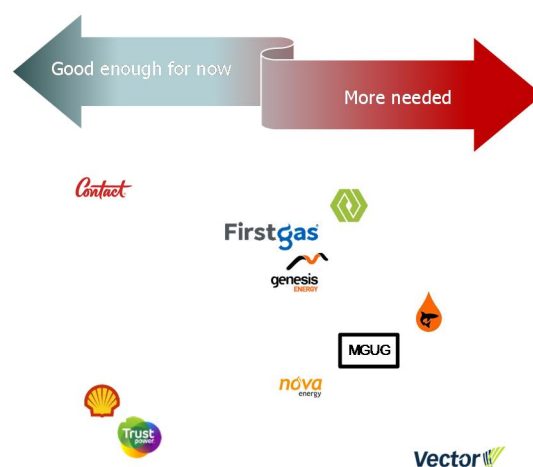 Good enough for now
More needed
Contact
Firstgas
genesis
ENERGY
MGUG
nova
energy
Trust
power
Vector